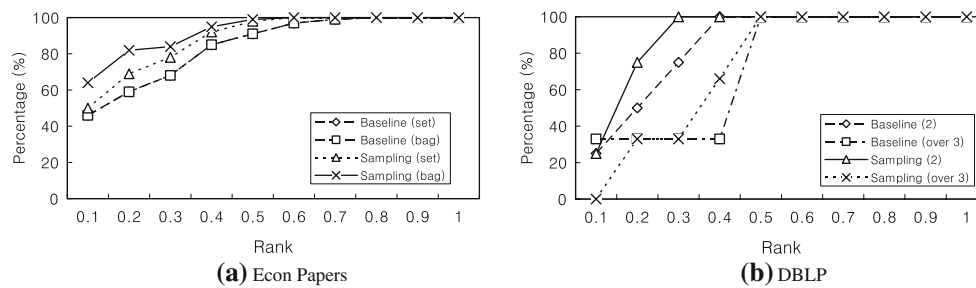 Percentage (%)
100
80
60
40
20
0
Baseline (set)
Baseline (bag)
Sampling (set)
Sampling (bag)
0.1 0.2 0.3 0.4 0.5 0.6 0.7 0.8 0.9 1
Rank
(a) Econ Papers
Percentage (%)
100
80
60
40
20
0
Baseline (2)
Baseline (over 3)
Sampling (2)
Sampling (over 3)
0.1 0.2 0.3 0.4 0.5 0.6 0.7 0.8 0.9 1
Rank
(b) DBLP